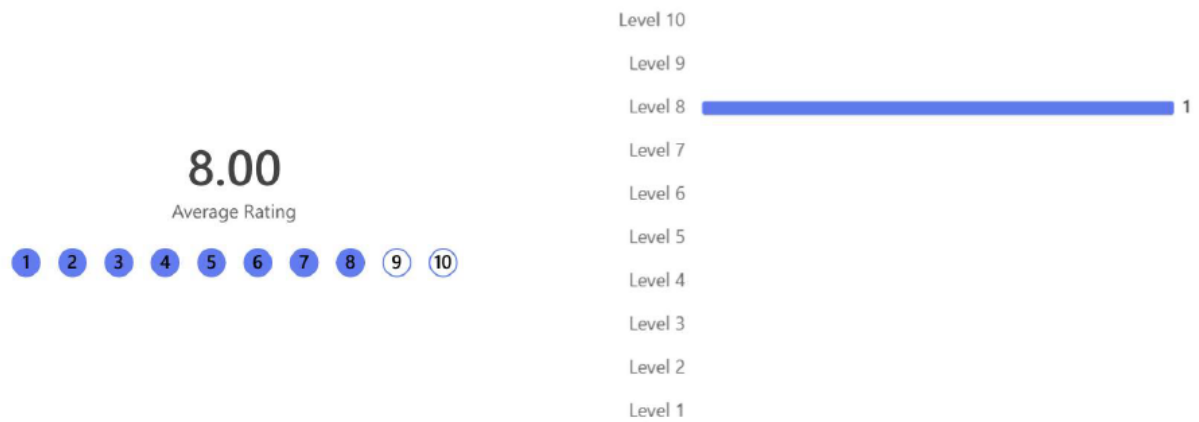 8.00
Average Rating
1 2 3 4 5 6 7 8 9 10
Level 10
Level 9
Level 8 1
Level 7
Level 6
Level 5
Level 4
Level 3
Level 2
Level 1